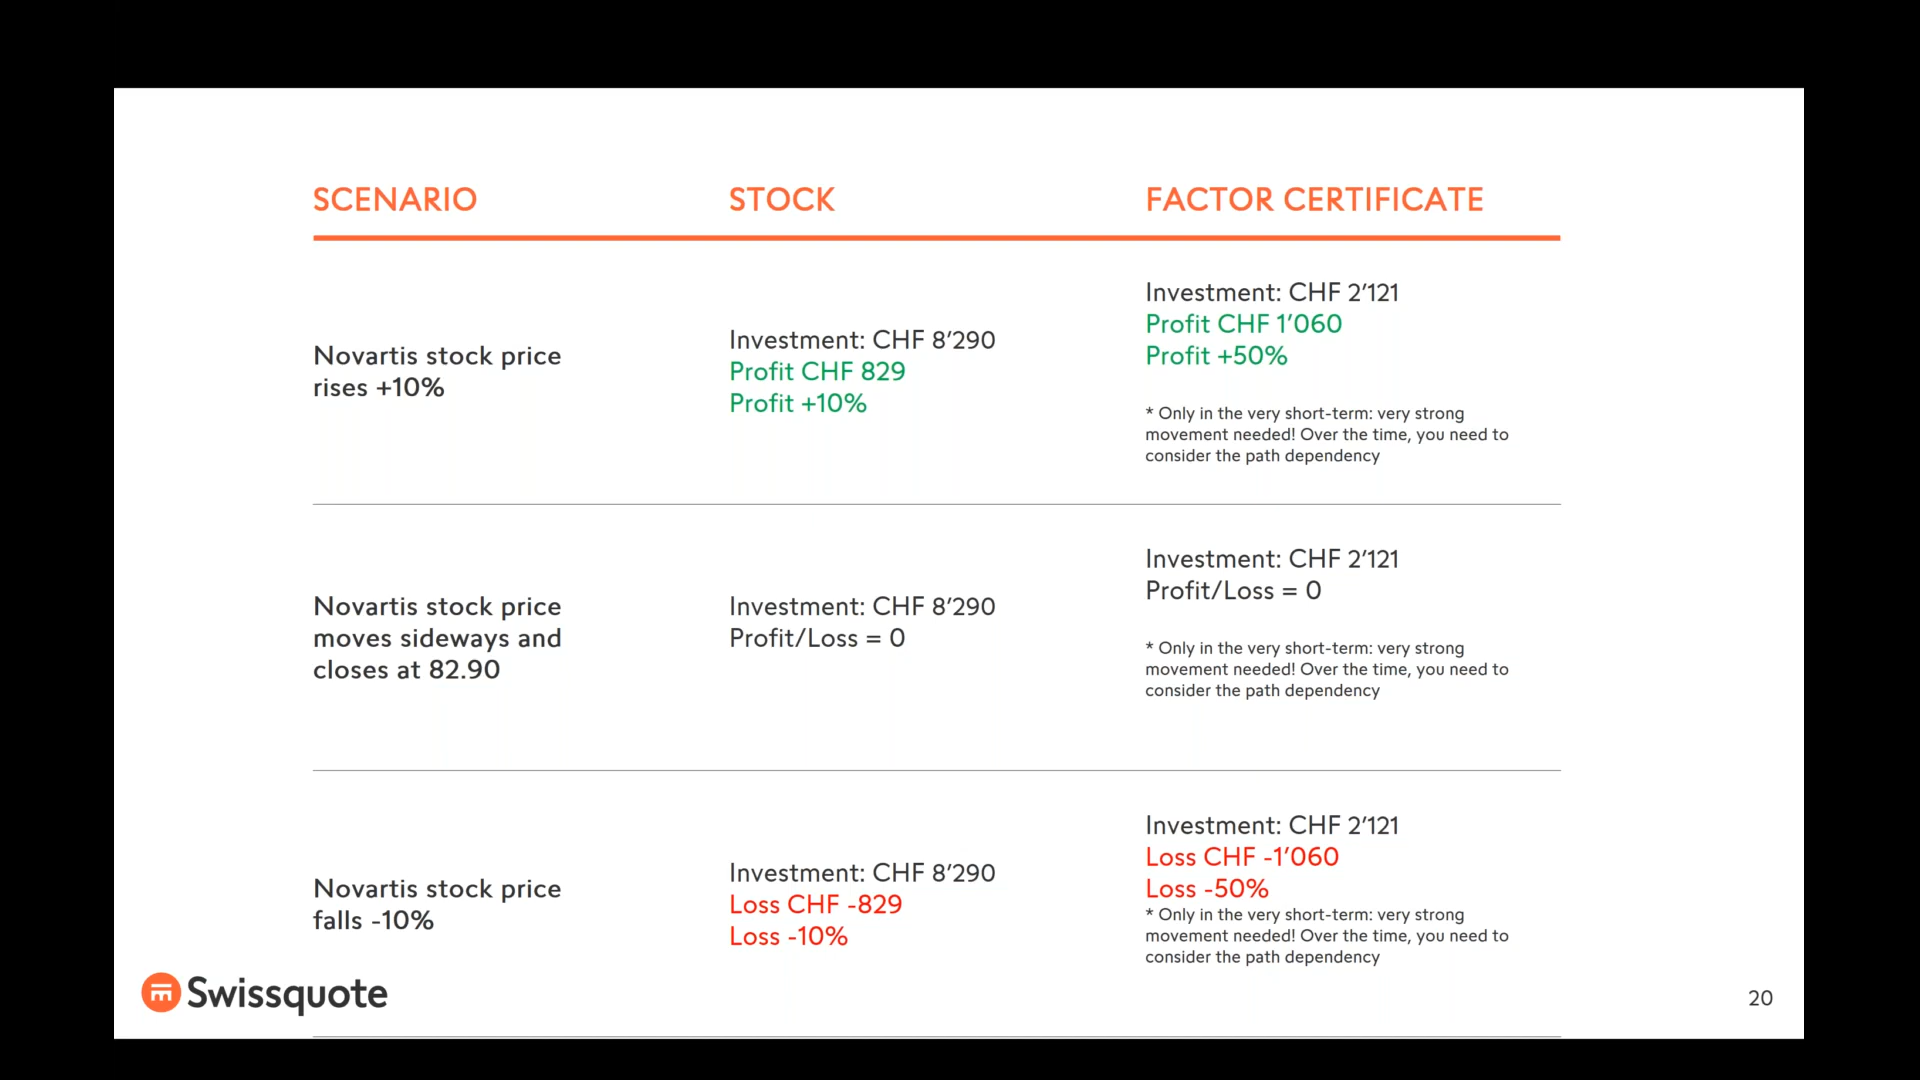 SCENARIO
STOCK
FACTOR CERTIFICATE
Novartis stock price
rises +10%
Investment: CHF 8’290
Profit CHF 829
Profit +10%
Investment: CHF 2’121
Profit CHF 1’060
Profit +50%
* Only in the very short-term: very strong
movement needed! Over the time, you need to
consider the path dependency
Novartis stock price
moves sideways and
closes at 82.90
Investment: CHF 8’290
Profit/Loss = 0
Investment: CHF 2’121
Profit/Loss = 0
* Only in the very short-term: very strong
movement needed! Over the time, you need to
consider the path dependency
Novartis stock price
falls -10%
Investment: CHF 8’290
Loss CHF -829
Loss -10%
Investment: CHF 2’121
Loss CHF -1’060
Loss -50%
* Only in the very short-term: very strong
movement needed! Over the time, you need to
consider the path dependency
Swissquote
20